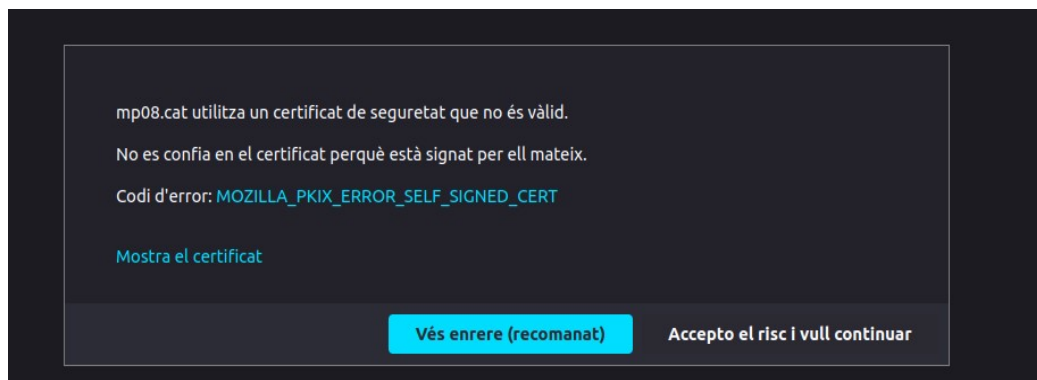 mp08.cat utilitza un certificat de seguretat que no és vàlid.
No es confia en el certificat perquè està signat per ell mateix.
Codi d'error: MOZILLA_PKIX_ERROR_SELF_SIGNED_CERT
Mostra el certificat
Vés enrere (recomanat) Accepto el risc i vull continuar